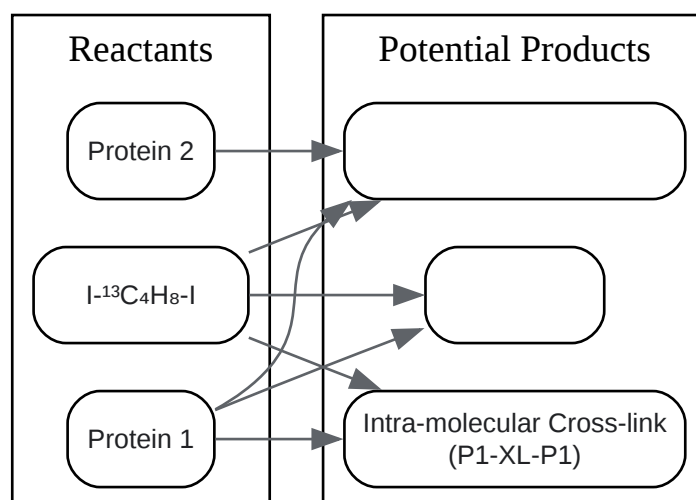 Reactants
Potential Products
Protein 2
I-¹³C₄H₈-I
Protein 1
Intra-molecular Cross-link
(P1-XL-P1)